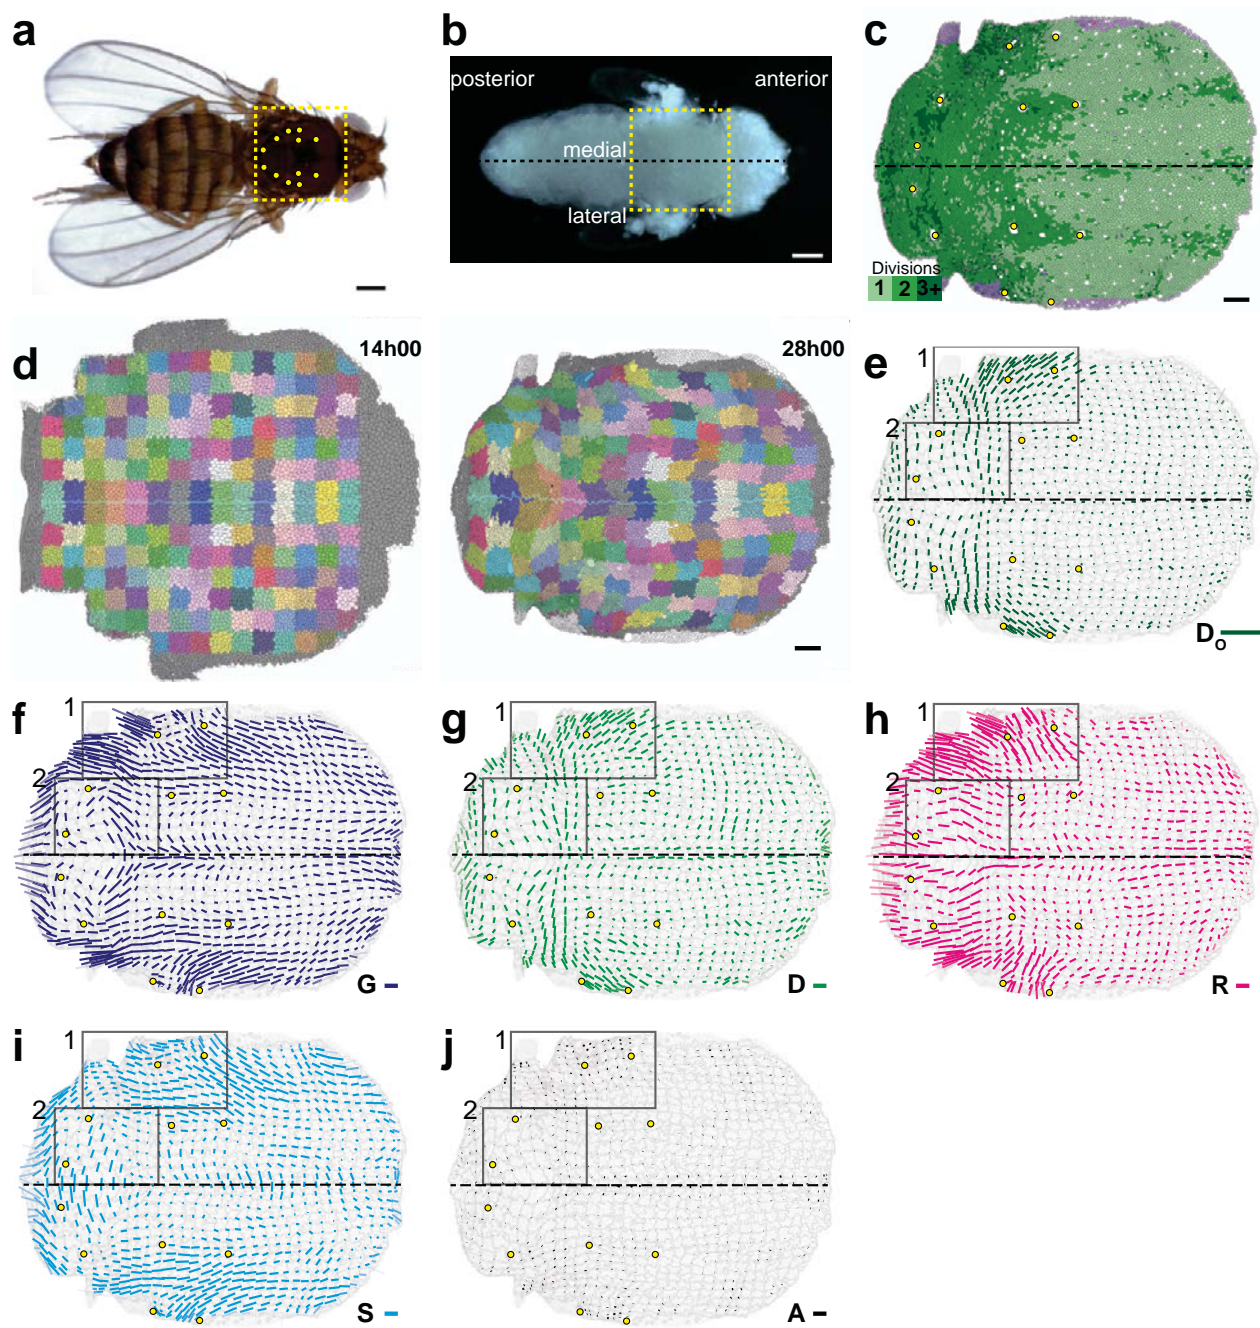 a
b
posterior
anterior
medial
lateral
c
Divisions
1 2 3+
d
14h00
28h00
e
1
2
Do
f
1
2
G
g
1
2
D
h
1
2
R
i
1
2
S
j
1
2
A